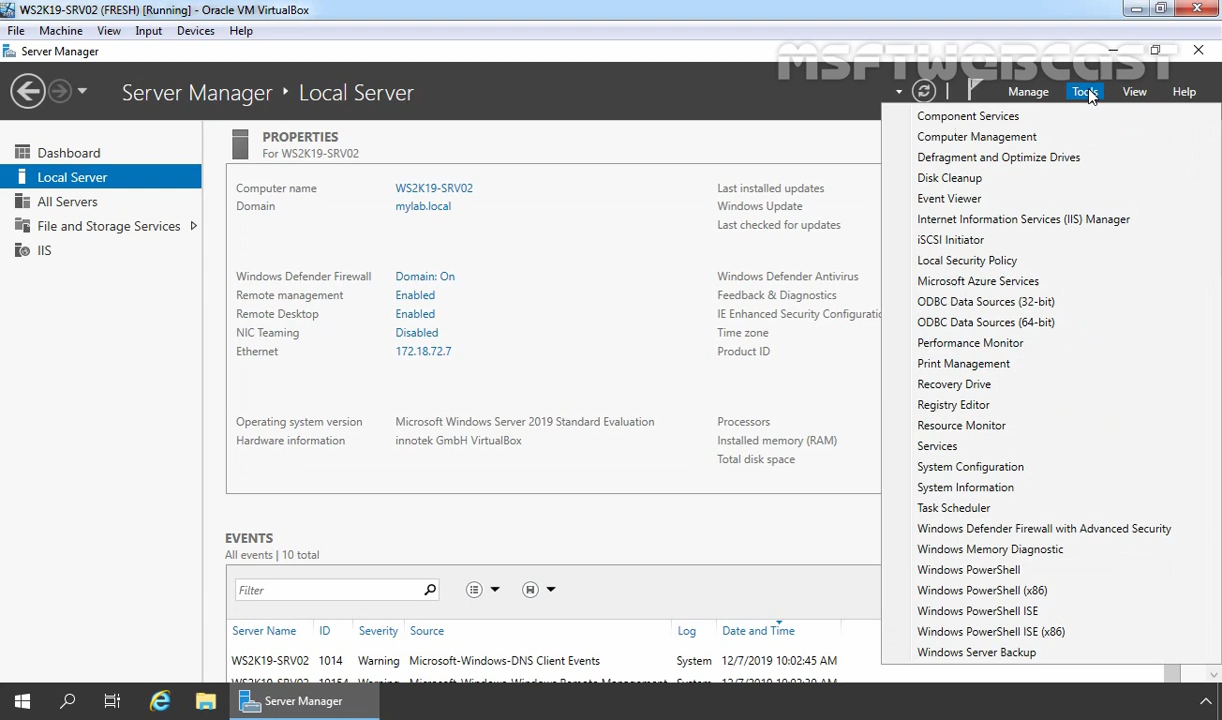 WS2K19-SRV02 (FRESH) [Running] - Oracle VM VirtualBox
File Machine View Input Devices Help
Server Manager
MSFTWEBCAST
Server Manager ‣ Local Server
Manage Tools View Help
Dashboard
Local Server
All Servers
File and Storage Services
IIS
PROPERTIES
For WS2K19-SRV02
Computer name WS2K19-SRV02 Last installed updates
Domain mylab.local Windows Update
Last checked for updates
Windows Defender Firewall Domain: On Windows Defender Antivirus
Remote management Enabled Feedback & Diagnostics
Remote Desktop Enabled IE Enhanced Security Configuratio
NIC Teaming Disabled Time zone
Ethernet 172.18.72.7 Product ID
Operating system version Microsoft Windows Server 2019 Standard Evaluation Processors
Hardware information innotek GmbH VirtualBox Installed memory (RAM)
Total disk space
EVENTS
All events | 10 total
Filter
Server Name ID Severity Source Log Date and Time
WS2K19-SRV02 1014 Warning Microsoft-Windows-DNS Client Events System 12/7/2019 10:02:45 AM
Component Services
Computer Management
Defragment and Optimize Drives
Disk Cleanup
Event Viewer
Internet Information Services (IIS) Manager
iSCSI Initiator
Local Security Policy
Microsoft Azure Services
ODBC Data Sources (32-bit)
ODBC Data Sources (64-bit)
Performance Monitor
Print Management
Recovery Drive
Registry Editor
Resource Monitor
Services
System Configuration
System Information
Task Scheduler
Windows Defender Firewall with Advanced Security
Windows Memory Diagnostic
Windows PowerShell
Windows PowerShell (x86)
Windows PowerShell ISE
Windows PowerShell ISE (x86)
Windows Server Backup
Server Manager